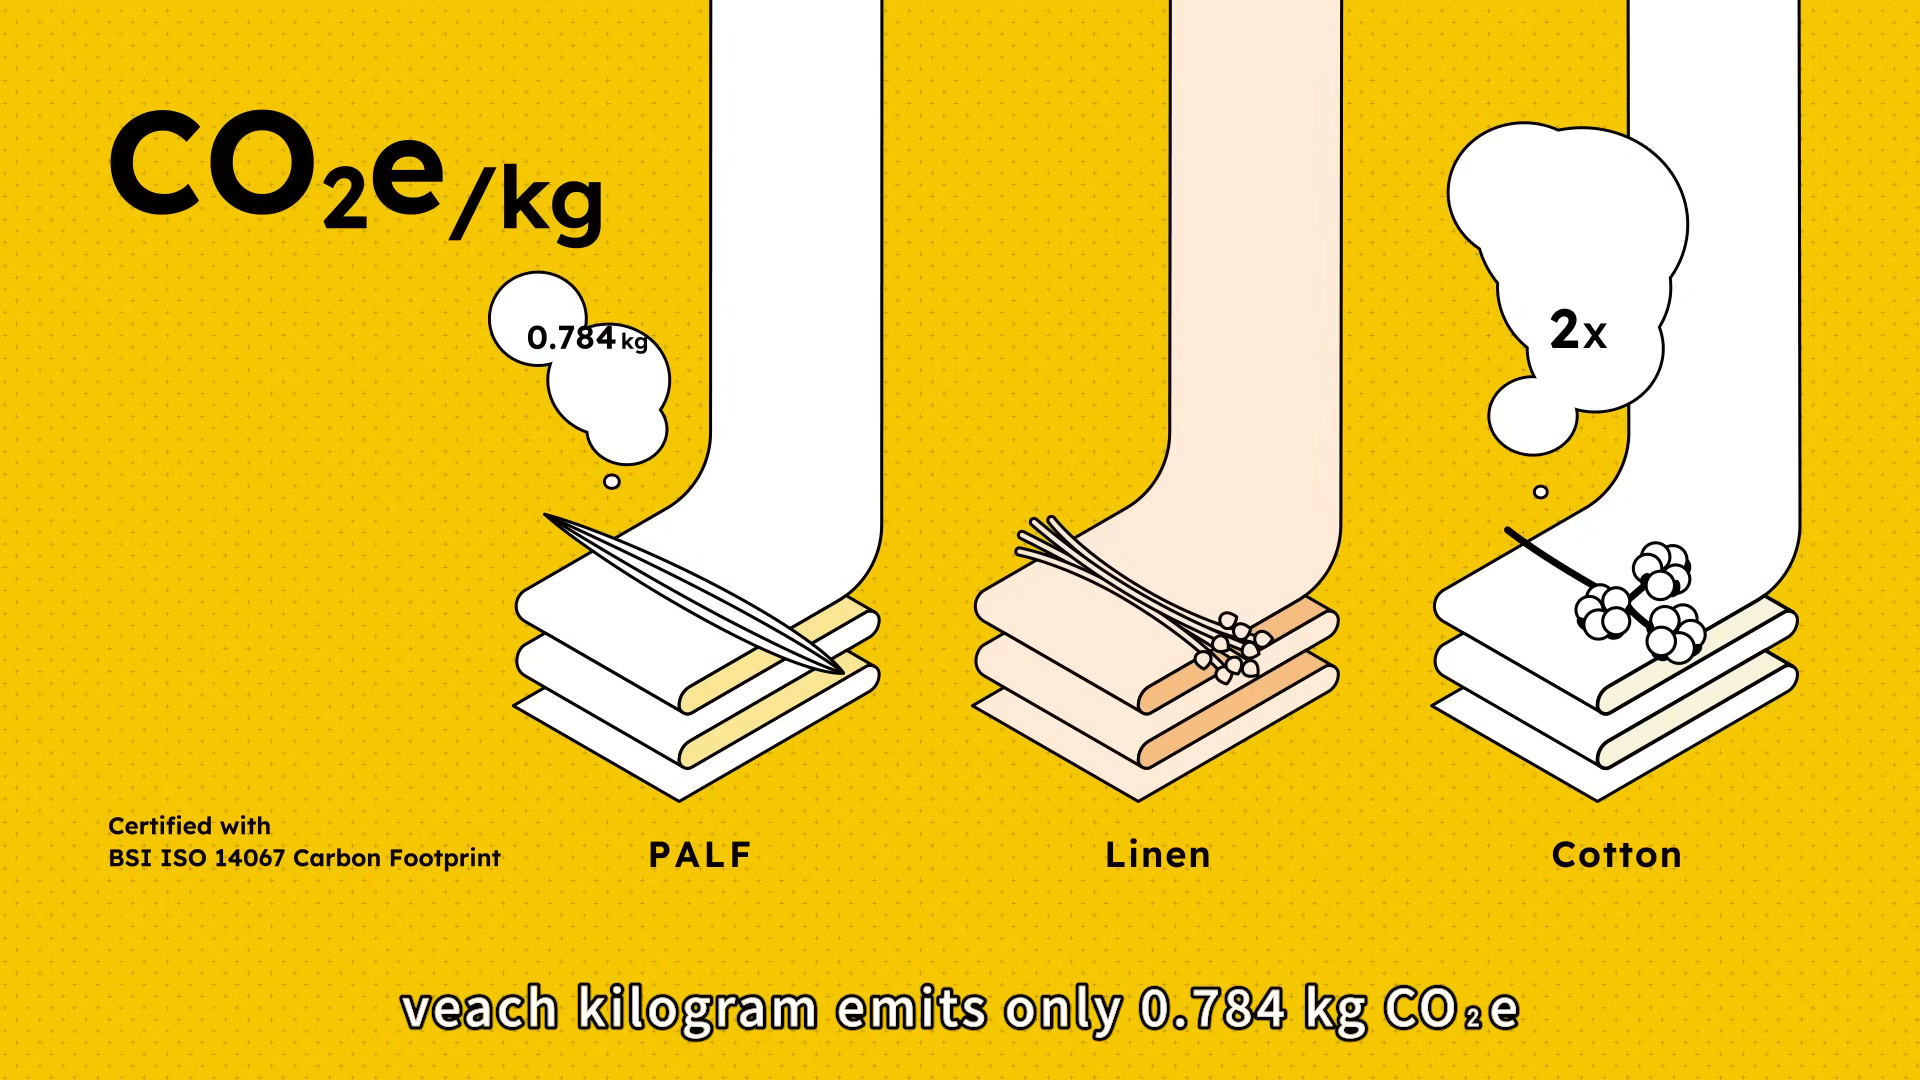 CO₂e/kg
0.784 kg
2x
Certified with
BSI ISO 14067 Carbon Footprint
PALF
Linen
Cotton
veach kilogram emits only 0.784 kg CO₂e